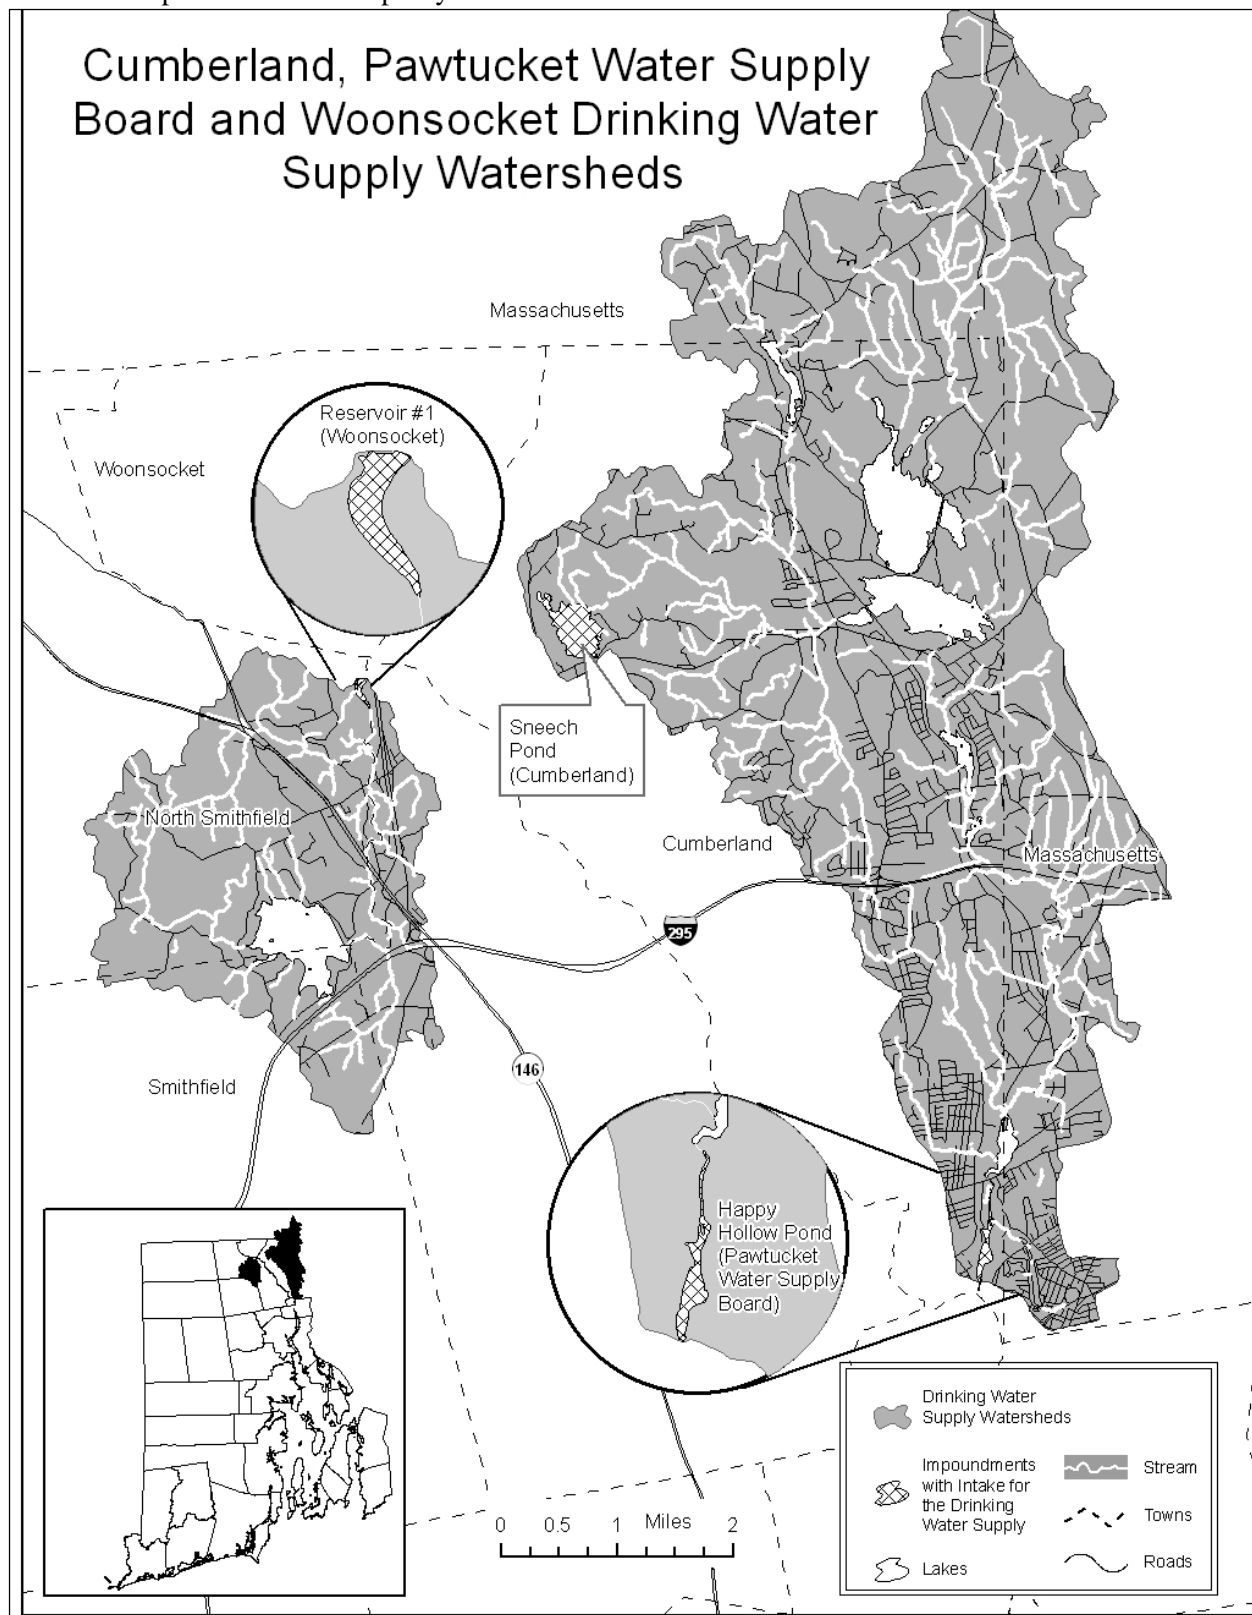 Cumberland, Pawtucket Water Supply
Board and Woonsocket Drinking Water
Supply Watersheds
Massachusetts
Reservoir #1
(Woonsocket)
Woonsocket
Sneech
Pond
(Cumberland)
North Smithfield
Cumberland
Massachusetts
295
146
Smithfield
Happy
Hollow Pond
(Pawtucket
Water Supply
Board)
Drinking Water
Supply Watersheds
Impoundments
with Intake for
the Drinking
Water Supply
Lakes
Stream
Towns
Roads
0 0.5 1 Miles 2